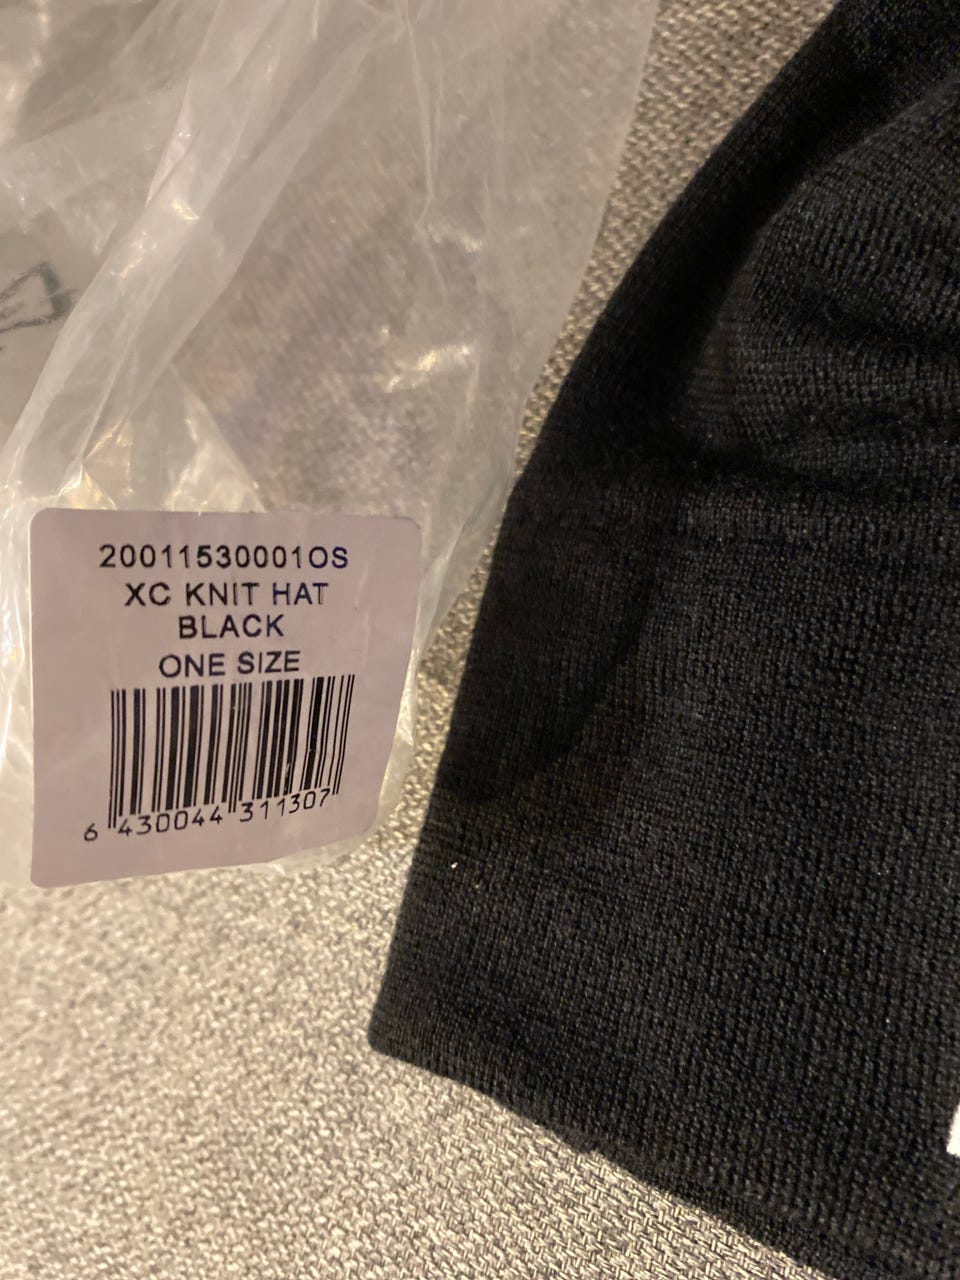 20011530001OS
XC KNIT HAT
BLACK
ONE SIZE
6 430044 311307